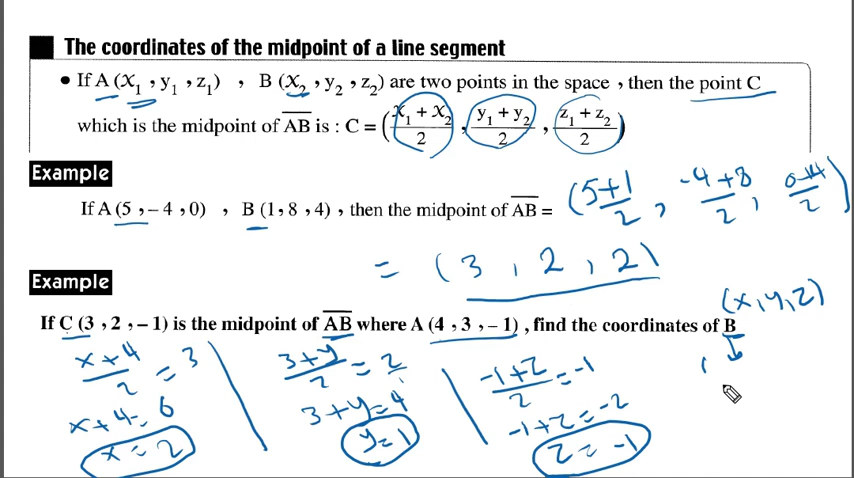 The coordinates of the midpoint of a line segment
• If A (x₁ , y₁ , z₁) , B (x₂ , y₂ , z₂) are two points in the space , then the point C
which is the midpoint of A̅B̅ is : C = ( (x₁ + x₂)/2 , (y₁ + y₂)/2 , (z₁ + z₂)/2 )
Example
If A (5 , – 4 , 0) , B (1 , 8 , 4) , then the midpoint of A̅B̅ = ( (5+1)/2 , (-4+8)/2 , (0+4)/2 )
= (3 , 2 , 2)
Example
(x, y, z)
If C (3 , 2 , – 1) is the midpoint of A̅B̅ where A (4 , 3 , – 1) , find the coordinates of B
(x+4)/2 = 3
x+4=6
x=2
(3+y)/2 = 2
3+y=4
y=1
(-1+z)/2 = -1
-1+z=-2
z=-1
(